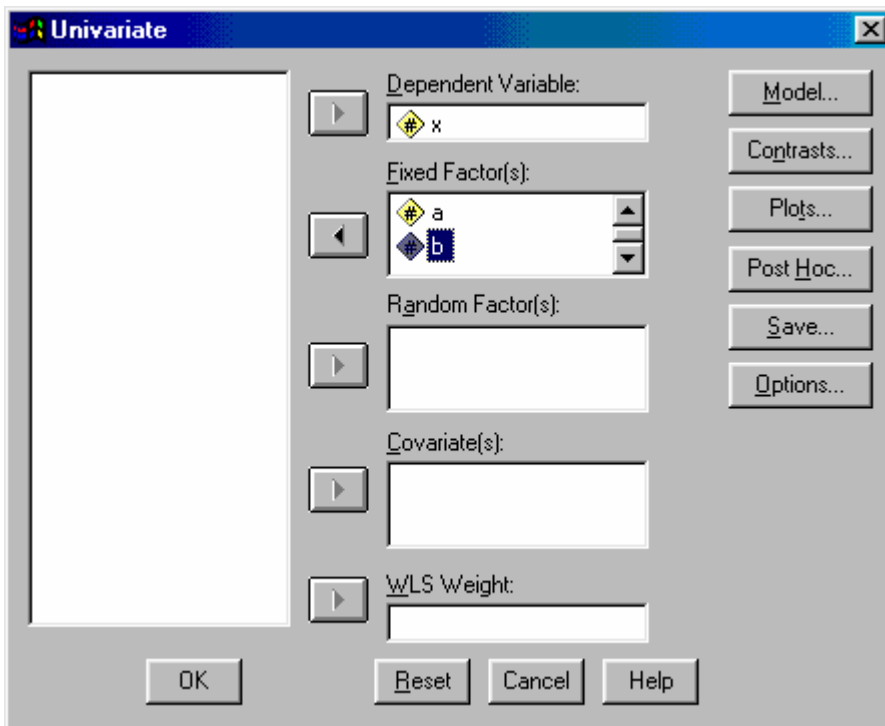 Univariate
Dependent Variable:
# x
Fixed Factor(s):
# a
# b
Random Factor(s):
Covariate(s):
WLS Weight:
Model...
Contrasts...
Plots...
Post Hoc...
Save...
Options...
OK
Reset
Cancel
Help